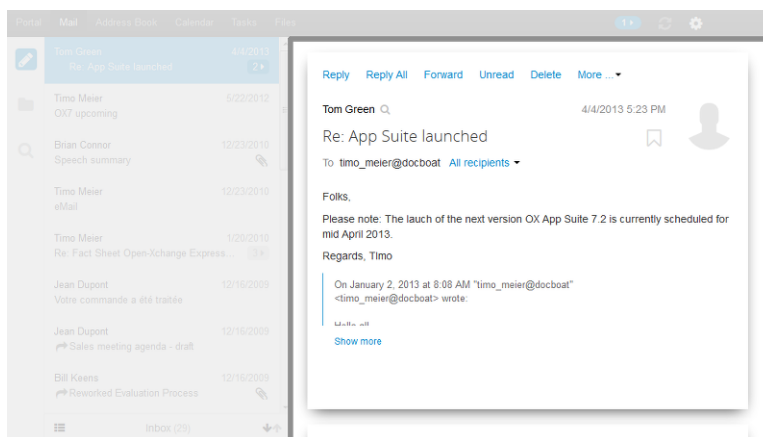 Portal Mail Address Book Calendar Tasks Files 1
Tom Green 4/4/2013
Re: App Suite launched 2
Timo Meier 5/22/2012
OX7 upcoming
Brian Connor 12/23/2010
Speech summary
Timo Meier 12/23/2010
eMail
Timo Meier 1/20/2010
Re: Fact Sheet Open-Xchange Express... 3
Jean Dupont 12/16/2009
Votre commande a été traitée
Jean Dupont 12/16/2009
Sales meeting agenda - draft
Bill Keens 12/16/2009
Reworked Evaluation Process
Inbox (29)
Reply Reply All Forward Unread Delete More ...
Tom Green 4/4/2013 5:23 PM
Re: App Suite launched
To timo_meier@docboat All recipients
Folks,
Please note: The lauch of the next version OX App Suite 7.2 is currently scheduled for
mid April 2013.
Regards, TImo
On January 2, 2013 at 8:08 AM "timo_meier@docboat"
<timo_meier@docboat> wrote:
Hello all
Show more